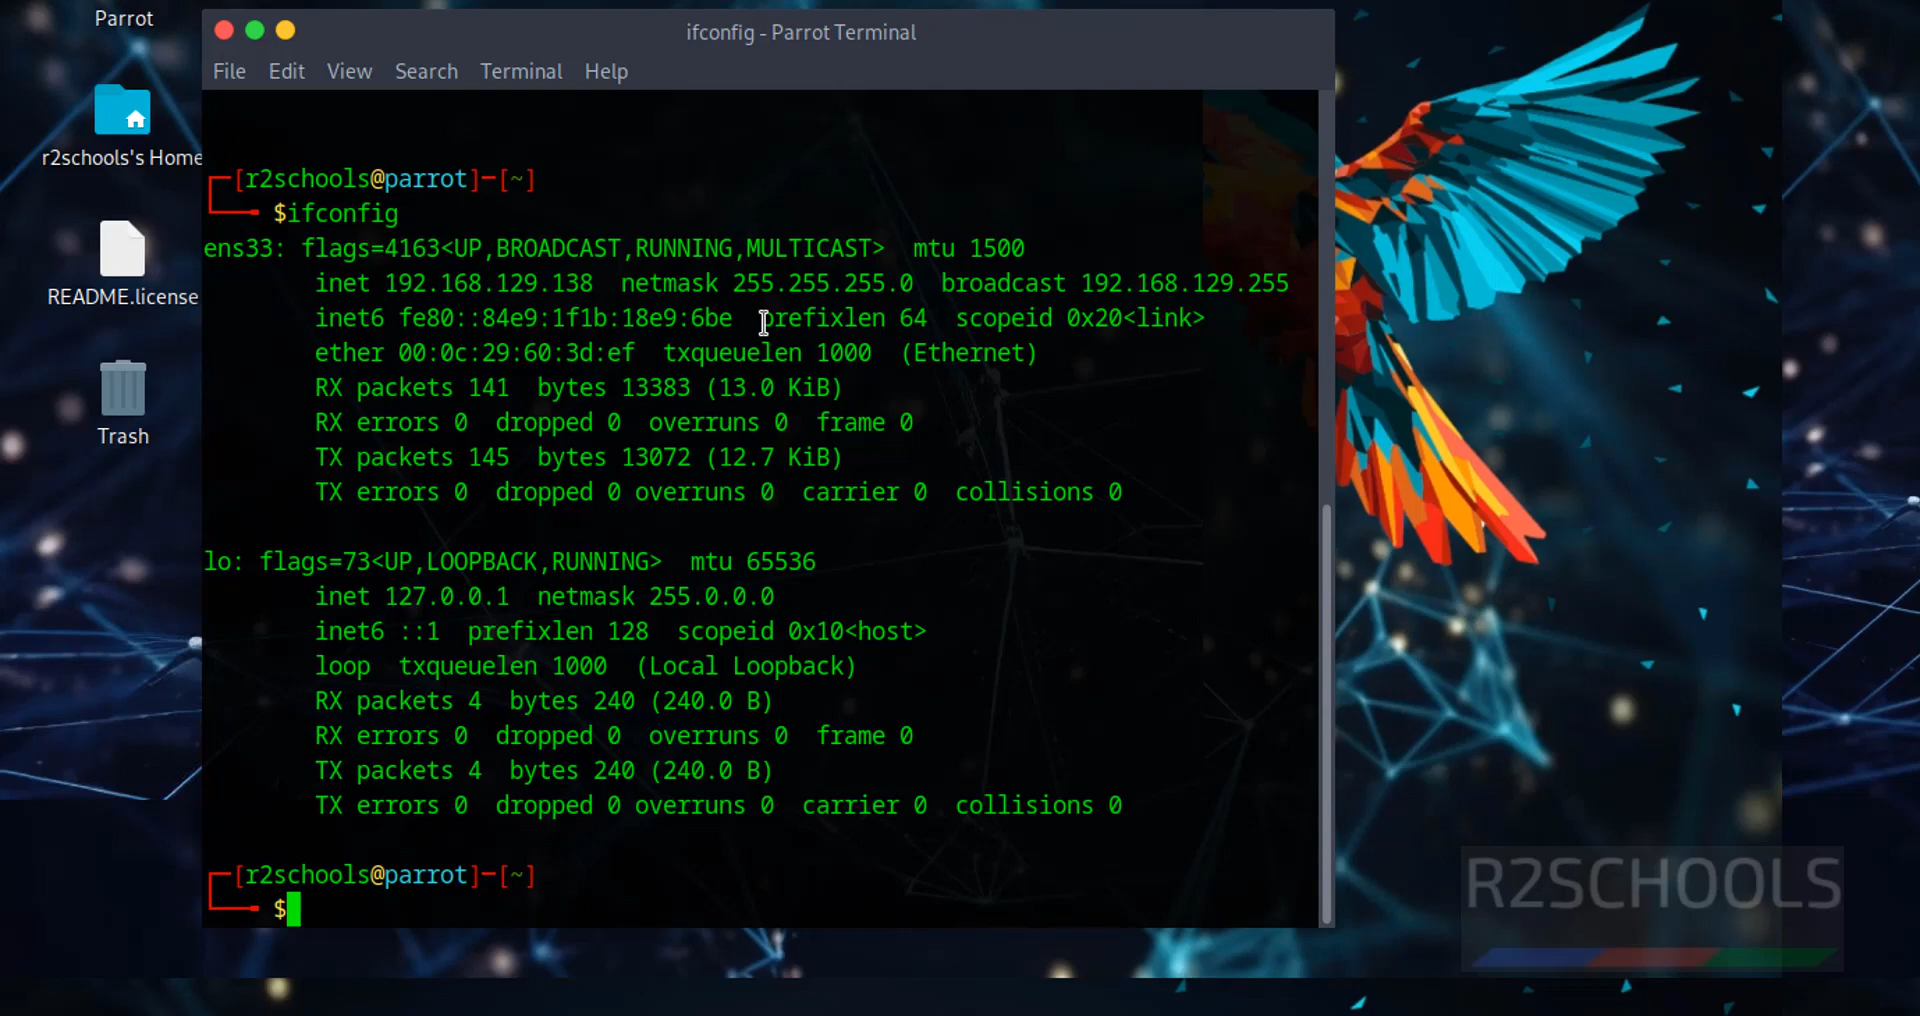 Parrot
ifconfig - Parrot Terminal
File Edit View Search Terminal Help
r2schools's Home
README.license
Trash
┌─[r2schools@parrot]─[~]
└──╼ $ifconfig
ens33: flags=4163<UP,BROADCAST,RUNNING,MULTICAST>  mtu 1500
        inet 192.168.129.138  netmask 255.255.255.0  broadcast 192.168.129.255
        inet6 fe80::84e9:1f1b:18e9:6be  prefixlen 64  scopeid 0x20<link>
        ether 00:0c:29:60:3d:ef  txqueuelen 1000  (Ethernet)
        RX packets 141  bytes 13383 (13.0 KiB)
        RX errors 0  dropped 0  overruns 0  frame 0
        TX packets 145  bytes 13072 (12.7 KiB)
        TX errors 0  dropped 0 overruns 0  carrier 0  collisions 0
lo: flags=73<UP,LOOPBACK,RUNNING>  mtu 65536
        inet 127.0.0.1  netmask 255.0.0.0
        inet6 ::1  prefixlen 128  scopeid 0x10<host>
        loop  txqueuelen 1000  (Local Loopback)
        RX packets 4  bytes 240 (240.0 B)
        RX errors 0  dropped 0  overruns 0  frame 0
        TX packets 4  bytes 240 (240.0 B)
        TX errors 0  dropped 0 overruns 0  carrier 0  collisions 0
┌─[r2schools@parrot]─[~]
└──╼ $
R2SCHOOLS